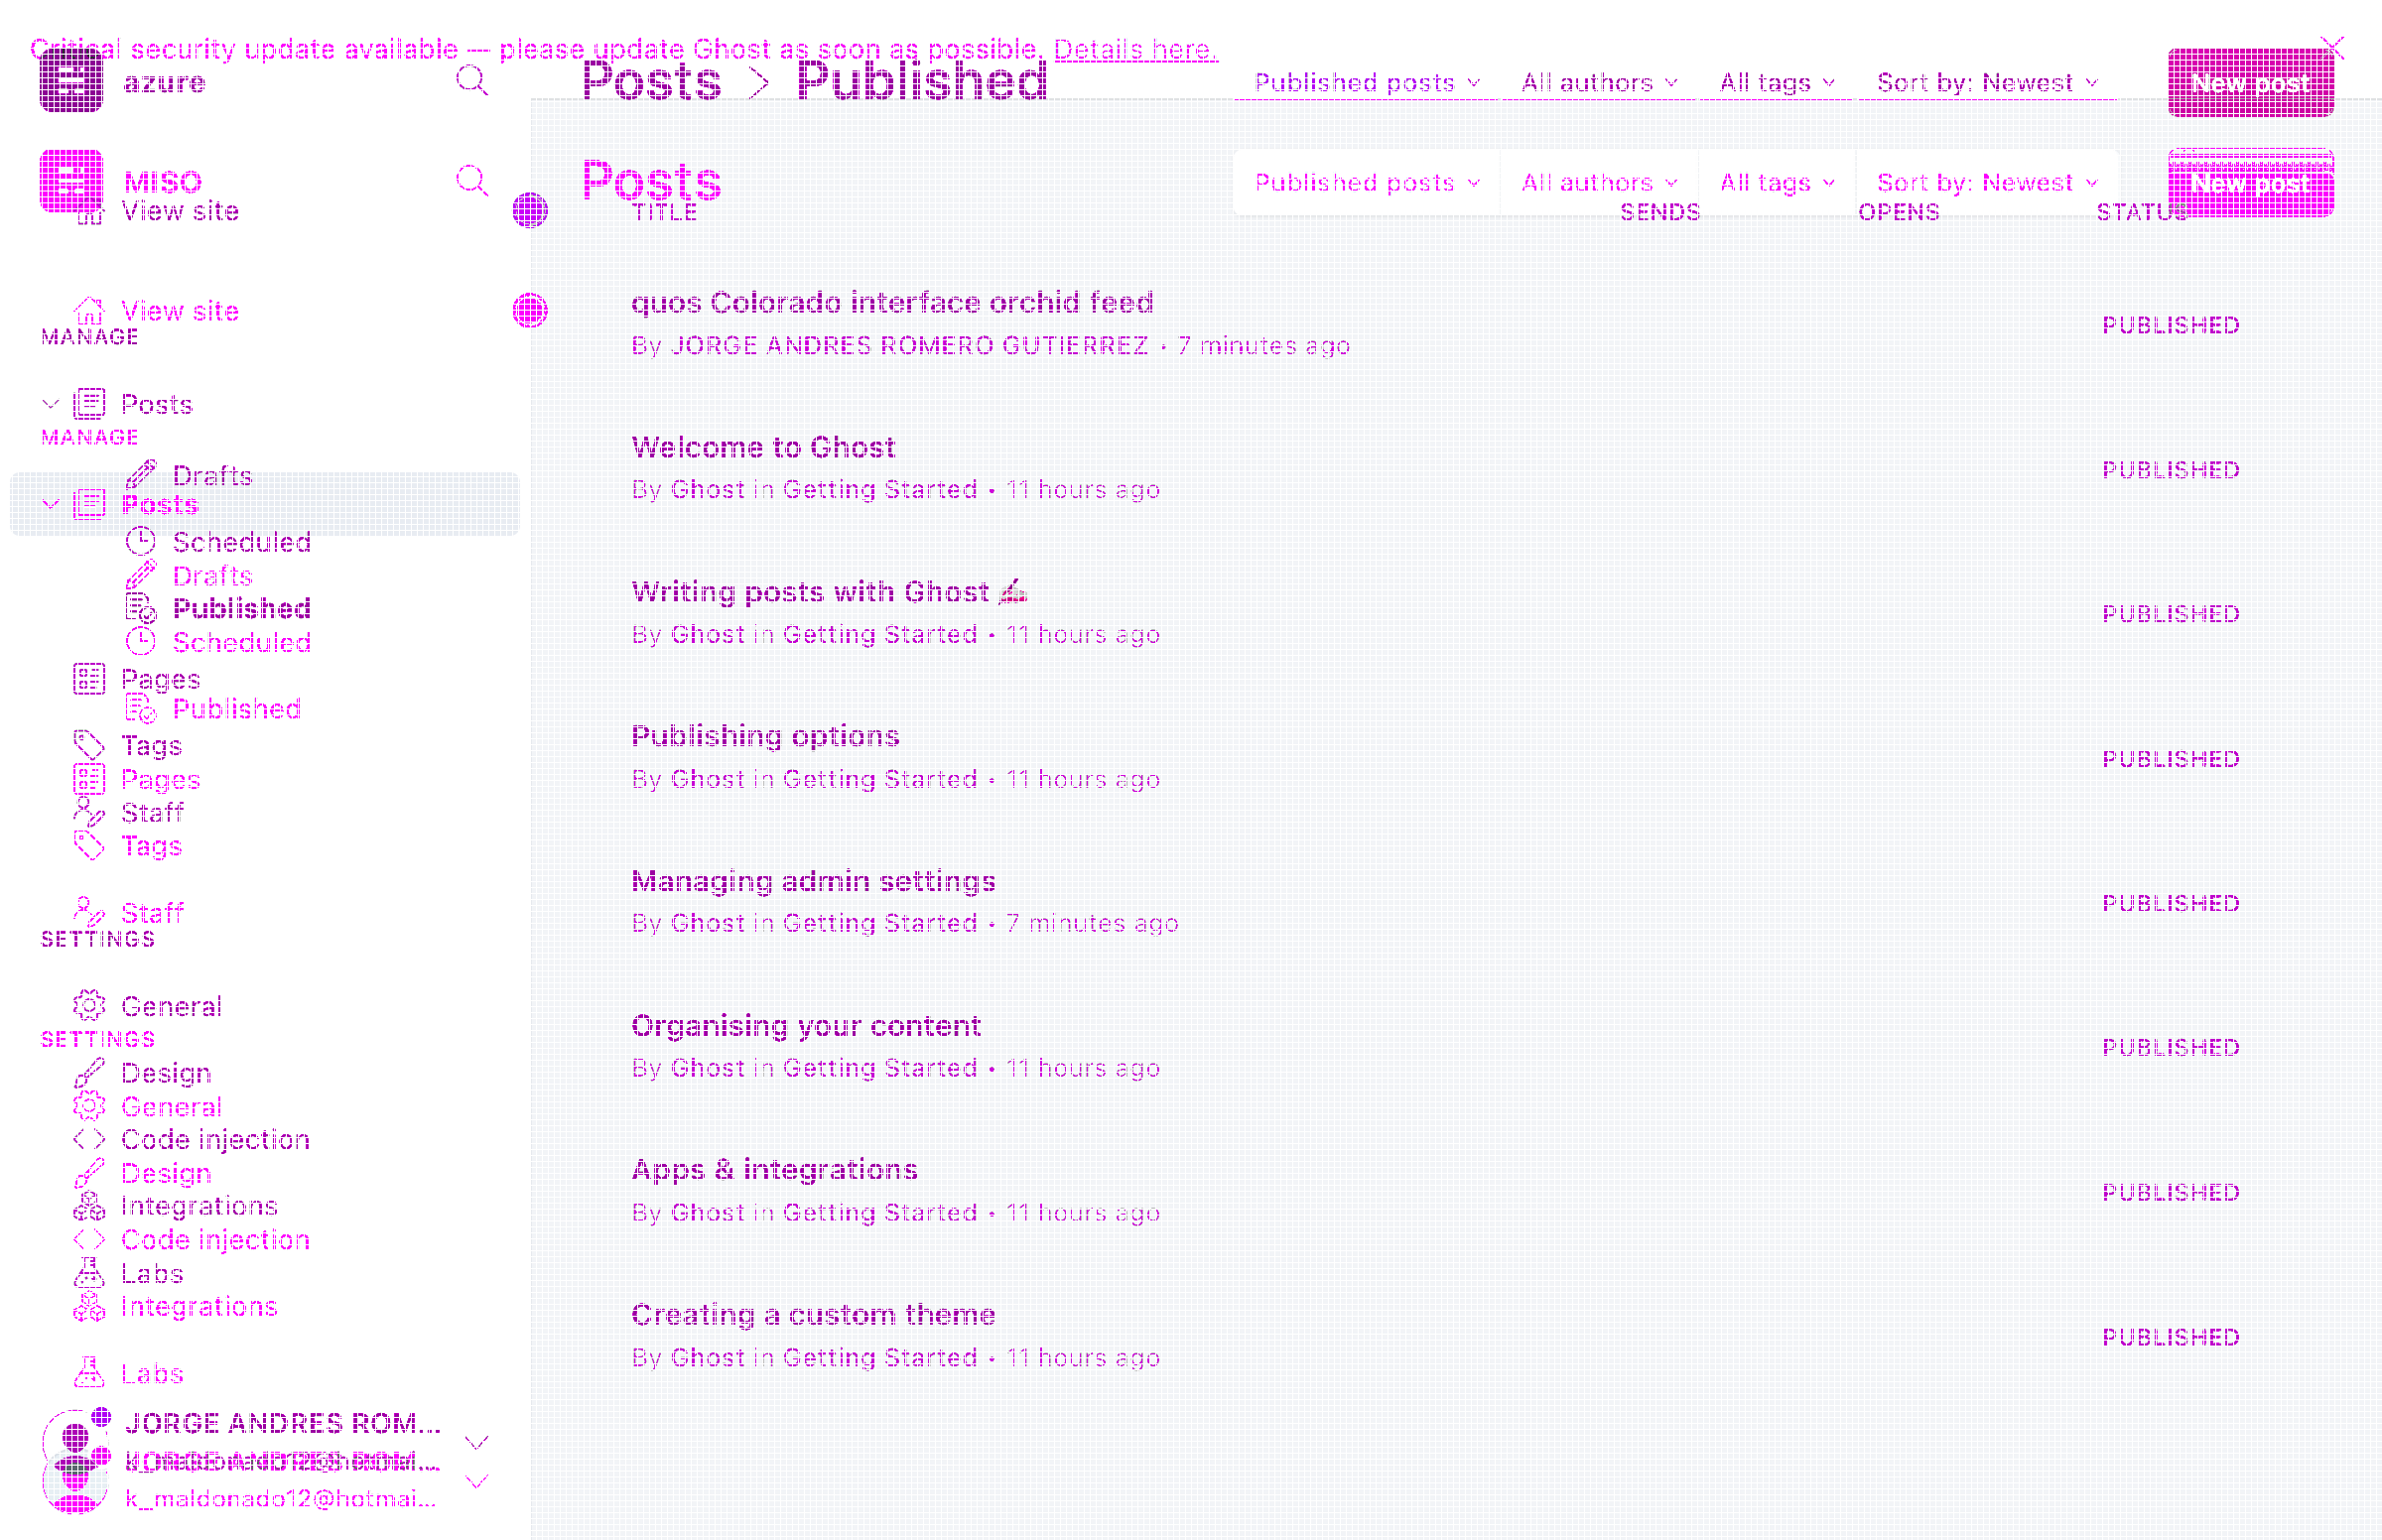 Critical security update available — please update Ghost as soon as possible. Details here.
azure
Posts > Published
Published posts
All authors
All tags
Sort by: Newest
New post
MISO
Posts
Published posts
All authors
All tags
Sort by: Newest
New post
View site
TITLE
SENDS
OPENS
STATUS
View site
MANAGE
quos Colorado interface orchid feed
By JORGE ANDRES ROMERO GUTIERREZ • 7 minutes ago
PUBLISHED
Posts
MANAGE
Welcome to Ghost
By Ghost in Getting Started • 11 hours ago
PUBLISHED
Drafts
Posts
Scheduled
Drafts
Writing posts with Ghost ✍️
By Ghost in Getting Started • 11 hours ago
PUBLISHED
Published
Scheduled
Pages
Published
Tags
Publishing options
By Ghost in Getting Started • 11 hours ago
PUBLISHED
Pages
Staff
Tags
Managing admin settings
By Ghost in Getting Started • 7 minutes ago
PUBLISHED
Staff
SETTINGS
General
SETTINGS
Organising your content
By Ghost in Getting Started • 11 hours ago
PUBLISHED
Design
General
Code injection
Design
Apps & integrations
By Ghost in Getting Started • 11 hours ago
PUBLISHED
Integrations
Code injection
Labs
Integrations
Creating a custom theme
By Ghost in Getting Started • 11 hours ago
PUBLISHED
Labs
JORGE ANDRES ROM...
k_maldonado12@hotmai...